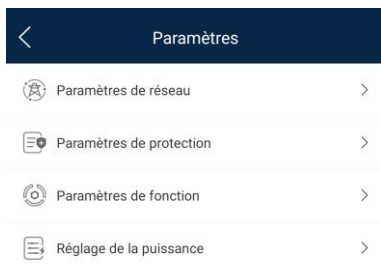 Paramètres
Paramètres de réseau
Paramètres de protection
Paramètres de fonction
Réglage de la puissance